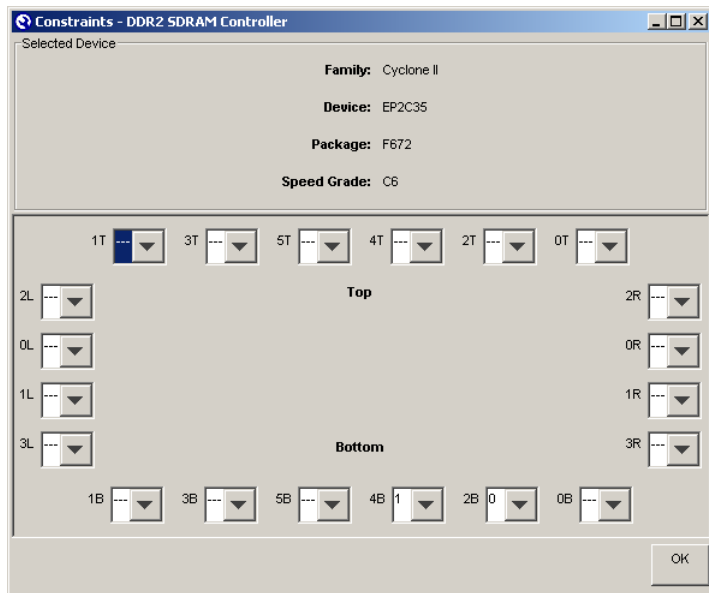 Constraints - DDR2 SDRAM Controller
Selected Device
Family: Cyclone II
Device: EP2C35
Package: F672
Speed Grade: C6
1T --- 3T --- 5T --- 4T --- 2T --- 0T ---
Top
2L --- 2R ---
0L --- 0R ---
1L --- 1R ---
3L --- 3R ---
Bottom
1B --- 3B --- 5B --- 4B 1 2B 0 0B ---
OK